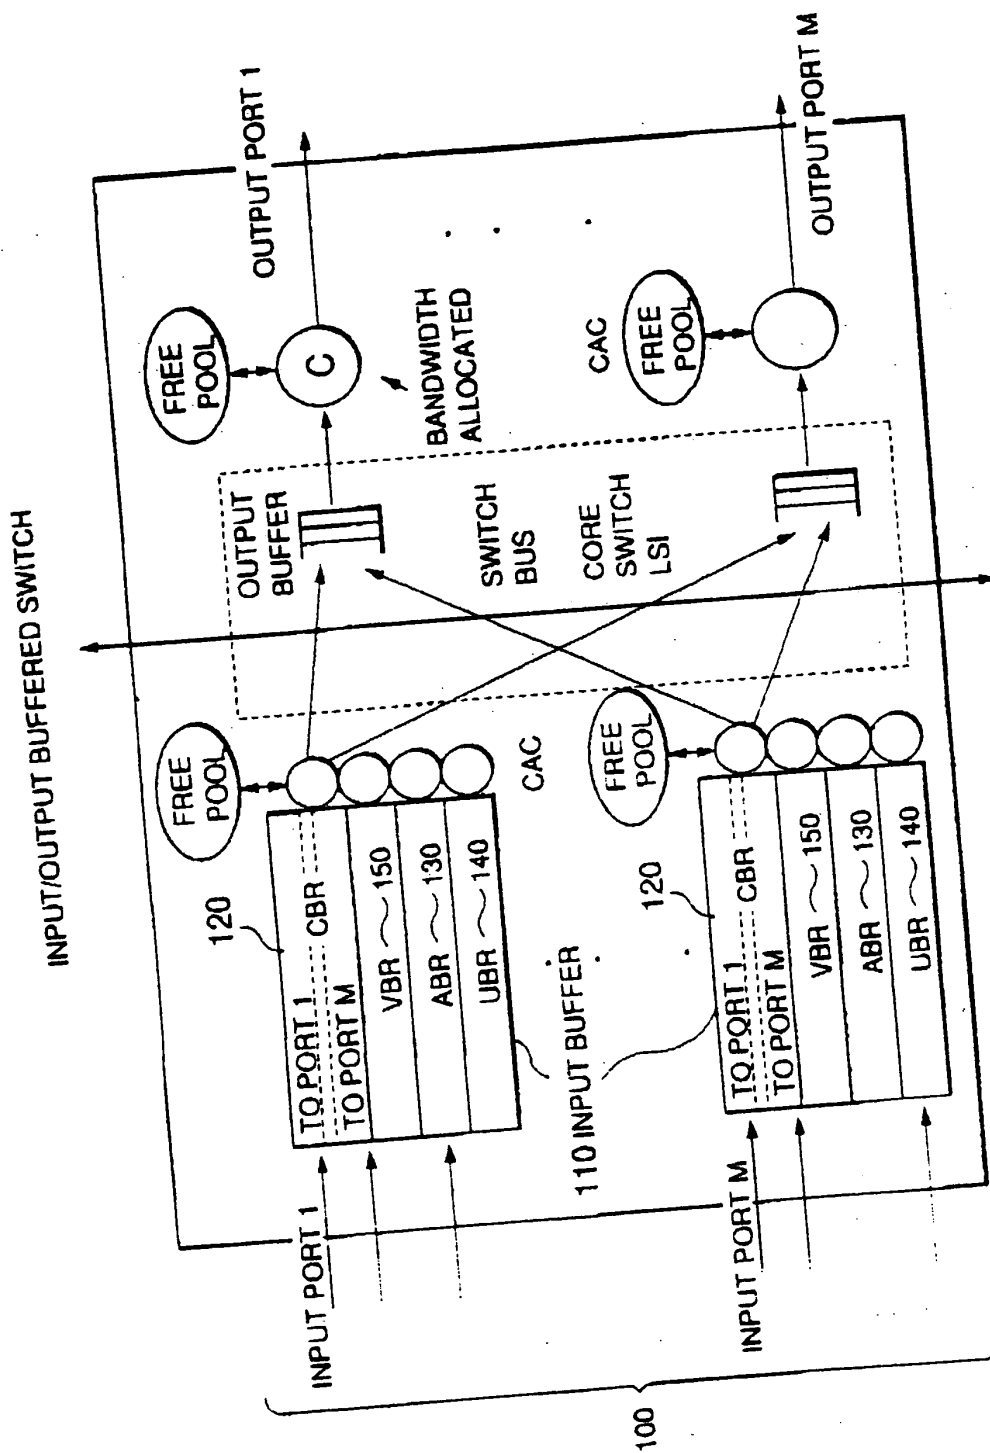 INPUT/OUTPUT BUFFERED SWITCH
FREE
POOL
120
TO PORT 1
CBR
TO PORT M
VBR 150
ABR 130
UBR 140
CAC
INPUT PORT 1
110 INPUT BUFFER
FREE
POOL
120
TO PORT 1
CBR
TO PORT M
VBR 150
ABR 130
UBR 140
INPUT PORT M
100
OUTPUT
BUFFER
SWITCH
BUS
CORE
SWITCH
LSI
FREE
POOL
C
BANDWIDTH
ALLOCATED
OUTPUT PORT 1
CAC
FREE
POOL
OUTPUT PORT M